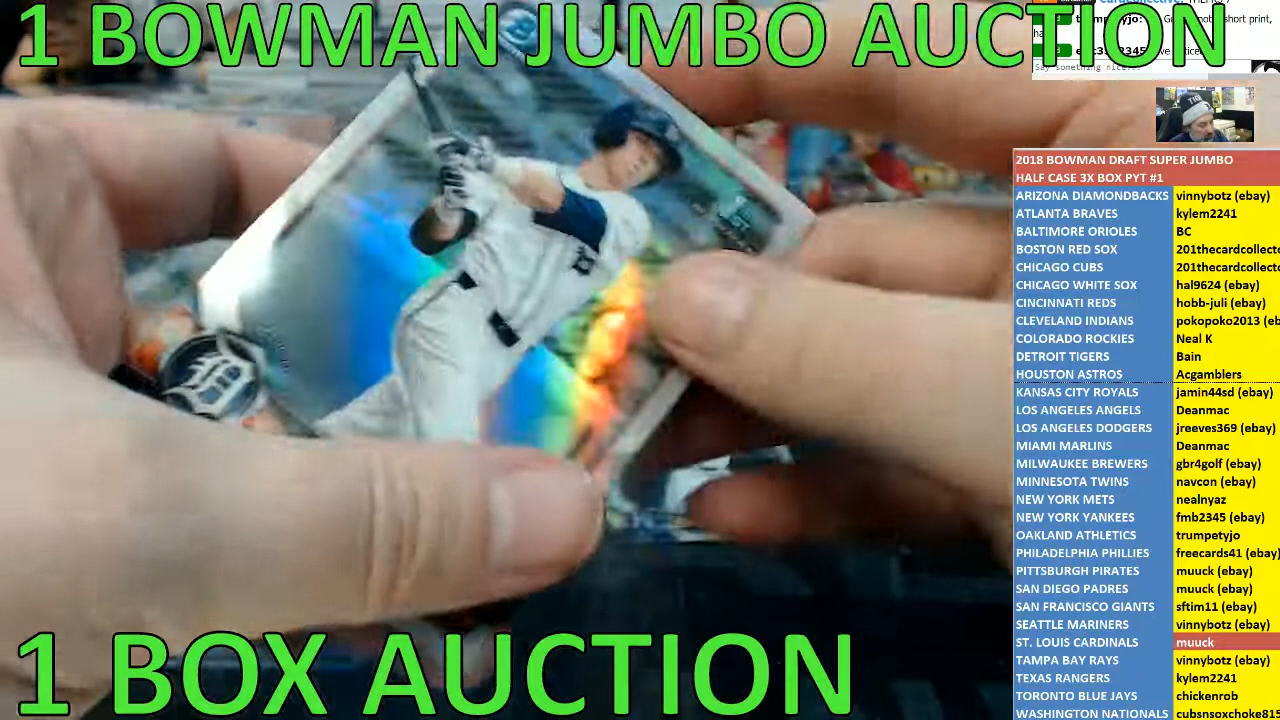 1 BOWMAN JUMBO AUCTION
2018 BOWMAN DRAFT SUPER JUMBO
HALF CASE 3X BOX PYT #1
ARIZONA DIAMONDBACKS vinnybotz (ebay)
ATLANTA BRAVES kylem2241
BALTIMORE ORIOLES BC
BOSTON RED SOX 201thecardcollecto
CHICAGO CUBS 201thecardcollecto
CHICAGO WHITE SOX hal9624 (ebay)
CINCINNATI REDS hobb-juli (ebay)
CLEVELAND INDIANS pokopoko2013 (eb
COLORADO ROCKIES Neal K
DETROIT TIGERS Bain
HOUSTON ASTROS Acgamblers
KANSAS CITY ROYALS jamin44sd (ebay)
LOS ANGELES ANGELS Deanmac
LOS ANGELES DODGERS jreeves369 (ebay)
MIAMI MARLINS Deanmac
MILWAUKEE BREWERS gbr4golf (ebay)
MINNESOTA TWINS navcon (ebay)
NEW YORK METS nealnyaz
NEW YORK YANKEES fmb2345 (ebay)
OAKLAND ATHLETICS trumpetyjo
PHILADELPHIA PHILLIES freecards41 (ebay)
PITTSBURGH PIRATES muuck (ebay)
SAN DIEGO PADRES muuck (ebay)
SAN FRANCISCO GIANTS sftim11 (ebay)
SEATTLE MARINERS vinnybotz (ebay)
ST. LOUIS CARDINALS muuck
TAMPA BAY RAYS vinnybotz (ebay)
TEXAS RANGERS kylem2241
TORONTO BLUE JAYS chickenrob
WASHINGTON NATIONALS cubsnsoxchoke815
1 BOX AUCTION